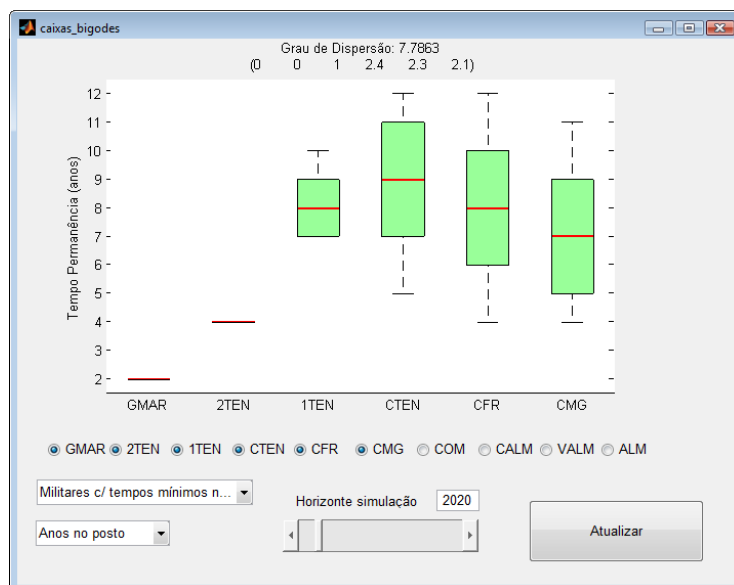 caixas_bigodes
Grau de Dispersão: 7.7863
(0 0 1 2.4 2.3 2.1)
Tempo Permanência (anos)
12
11
10
9
8
7
6
5
4
3
2
GMAR 2TEN 1TEN CTEN CFR CMG
GMAR 2TEN 1TEN CTEN CFR CMG COM CALM VALM ALM
Militares c/ tempos mínimos n...
Horizonte simulação 2020
Anos no posto
Atualizar